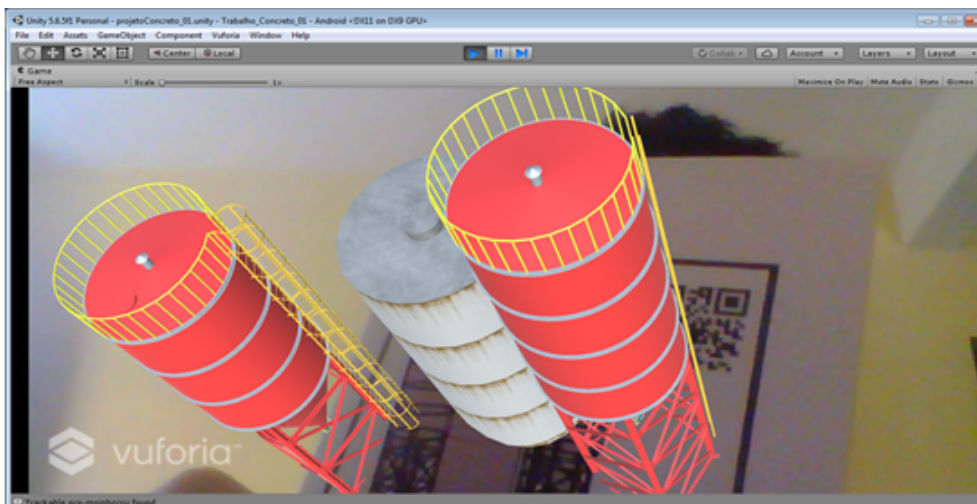 Unity 5.6.5f1 Personal - projetoConcreto_01.unity - Trabalho_Concreto_01 - Android <DX11 on DX9 GPU>
File Edit Assets GameObject Component Vuforia Window Help
Center Local Collab Account Layers Layout
Game
Free Aspect Scale 1x Maximize On Play Mute Audio Stats Gizmos
vuforia™